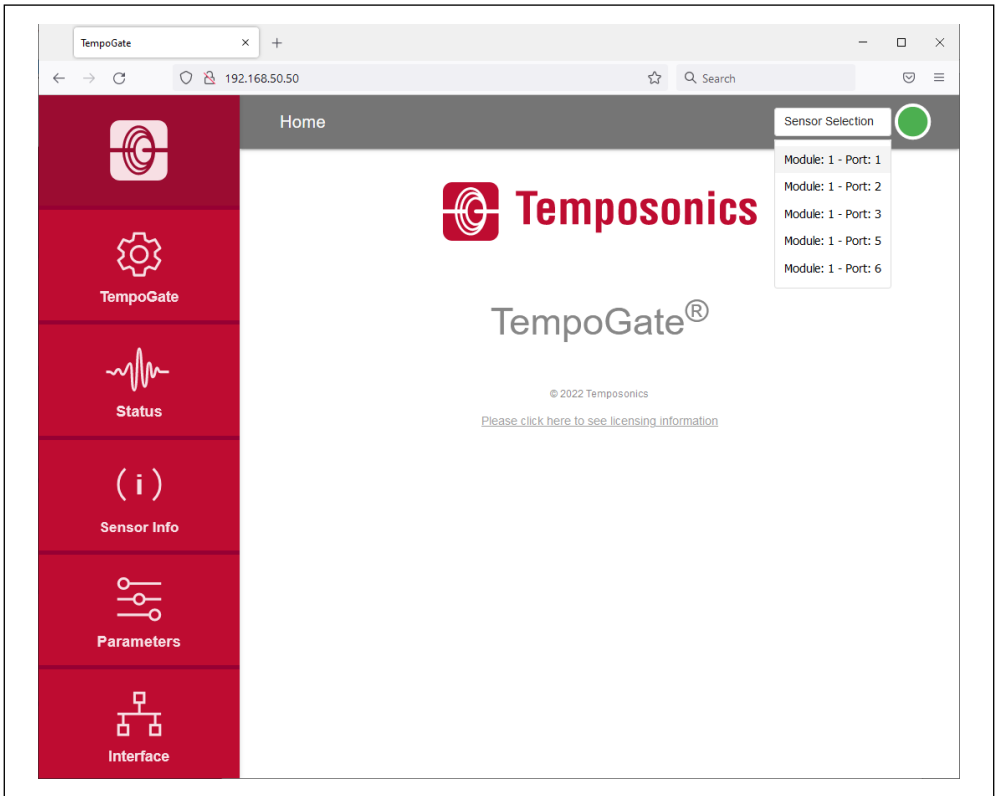 TempoGate
192.168.50.50
Search
Home
Sensor Selection
Module: 1 - Port: 1
Module: 1 - Port: 2
Module: 1 - Port: 3
Module: 1 - Port: 5
Module: 1 - Port: 6
Temposonics
TempoGate®
© 2022 Temposonics
Please click here to see licensing information
TempoGate
Status
(i)
Sensor Info
Parameters
Interface